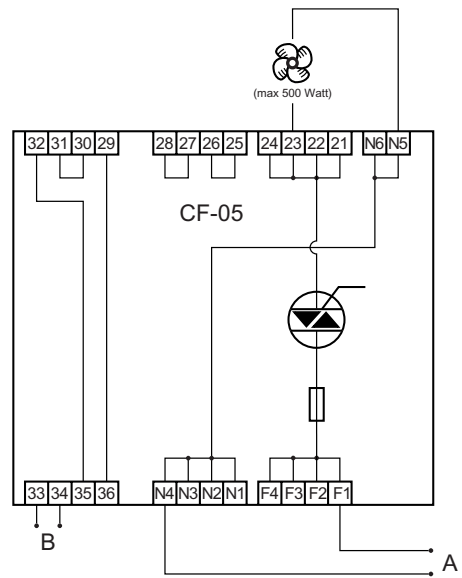 (max 500 Watt)
32 31 30 29 28 27 26 25 24 23 22 21 N6 N5
CF-05
33 34 35 36 N4 N3 N2 N1 F4 F3 F2 F1
B
A